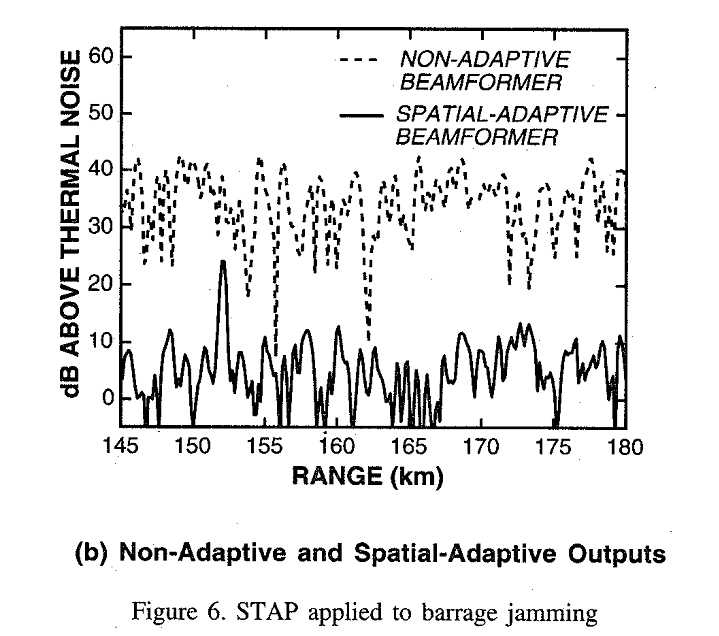 60
50
40
30
20
10
0
dB ABOVE THERMAL NOISE
NON-ADAPTIVE
BEAMFORMER
SPATIAL-ADAPTIVE
BEAMFORMER
145 150 155 160 165 170 175 180
RANGE (km)
(b) Non-Adaptive and Spatial-Adaptive Outputs
Figure 6. STAP applied to barrage jamming